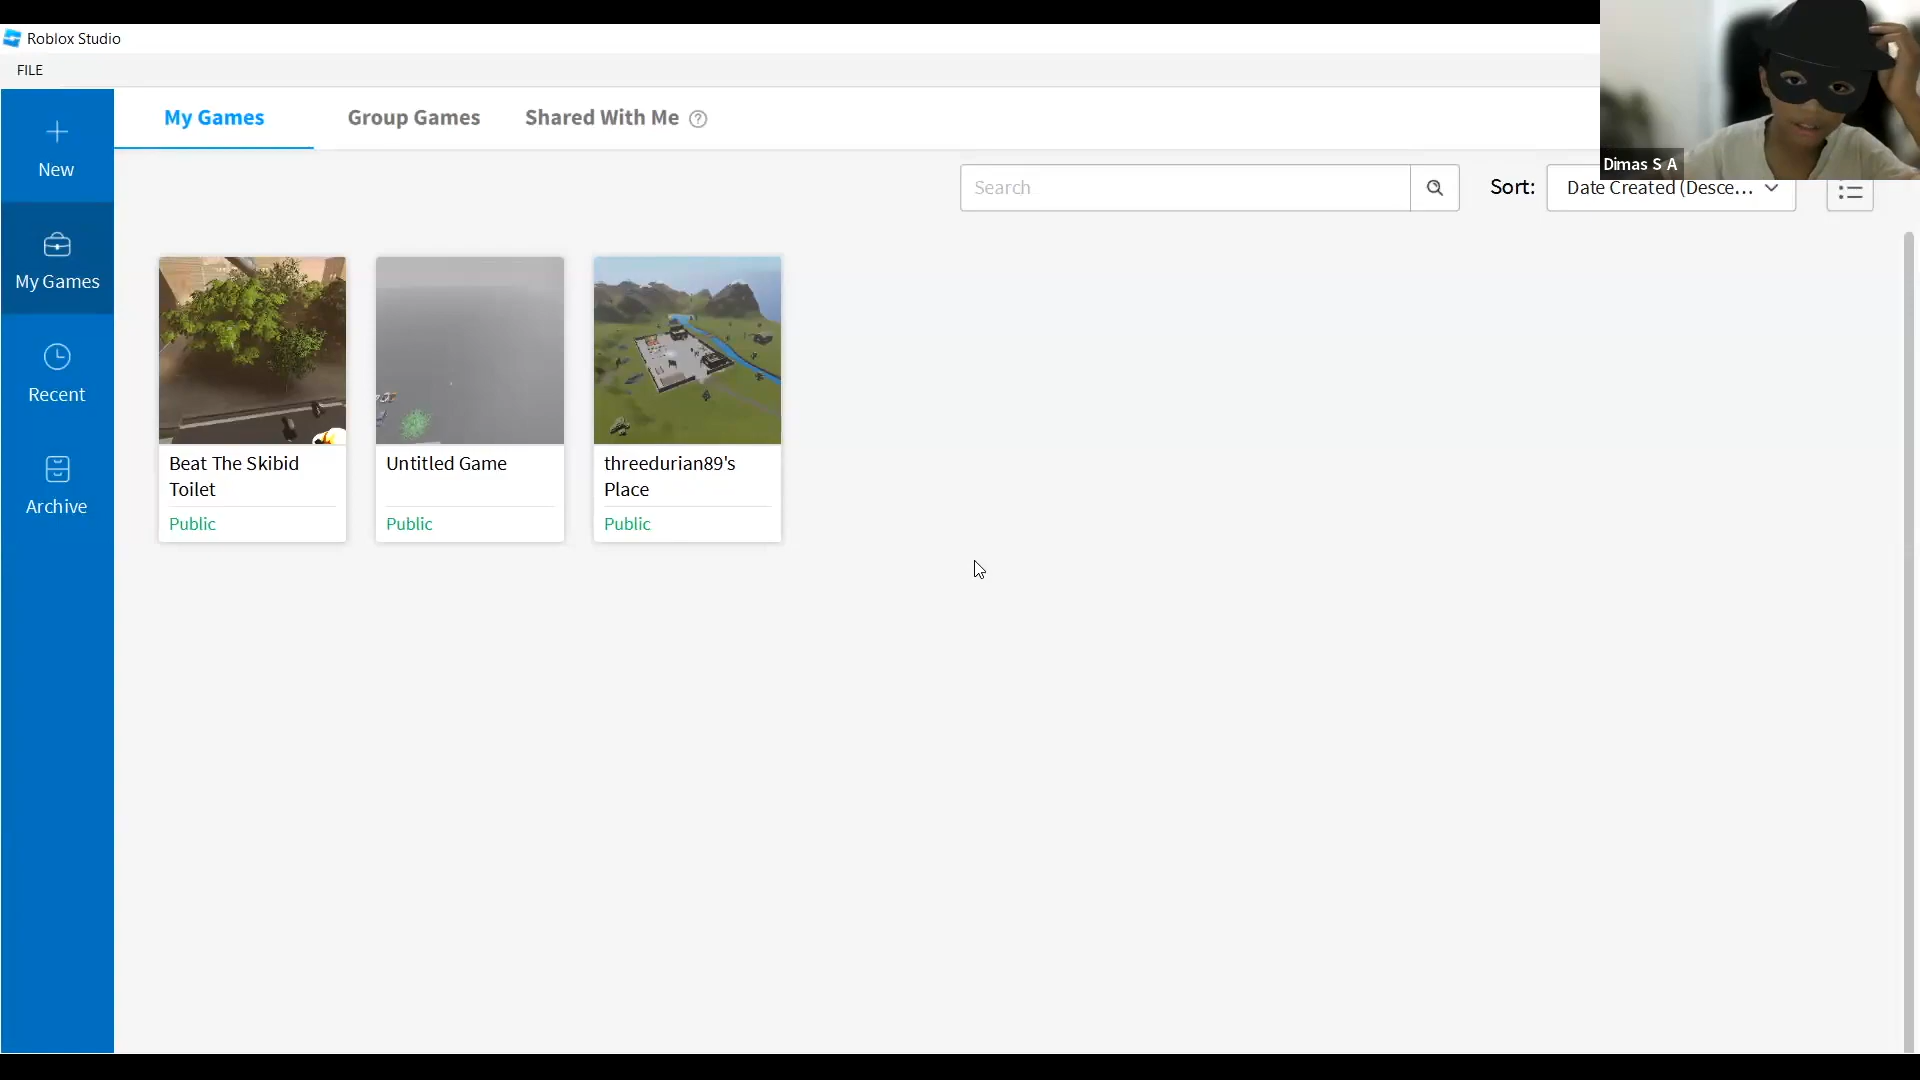 Roblox Studio
FILE
New
My Games
Recent
Archive
My Games
Group Games
Shared With Me
Search
Sort:
Date Created (Desce...
Beat The Skibid
Toilet
Public
Untitled Game
Public
threedurian89's
Place
Public
Dimas S A